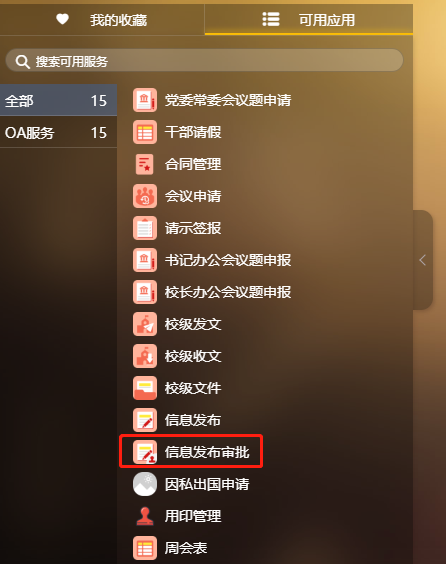 我的收藏
可用应用
搜索可用服务
全部 15
OA服务 15
党委常委会议题申请
干部请假
合同管理
会议申请
请示签报
书记办公会议题申报
校长办公会议题申报
校级发文
校级收文
校级文件
信息发布
信息发布审批
因私出国申请
用印管理
周会表